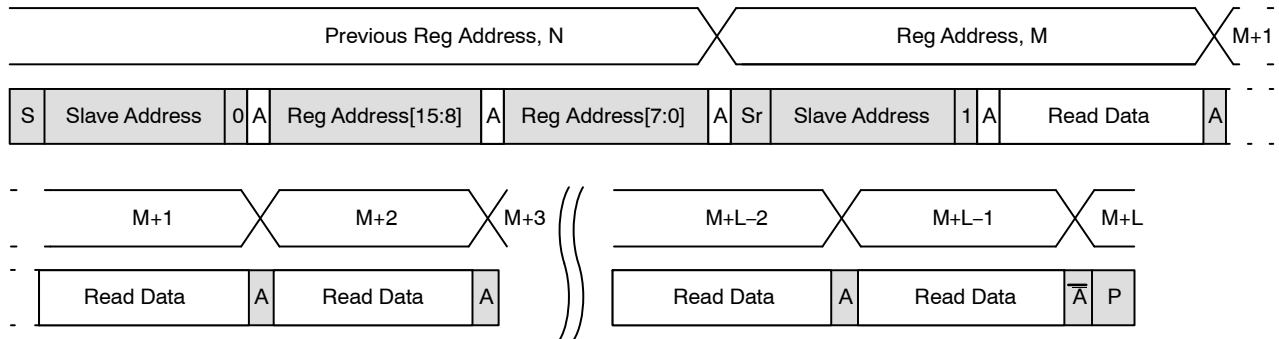 Previous Reg Address, N Reg Address, M M+1
S Slave Address 0 A Reg Address[15:8] A Reg Address[7:0] A Sr Slave Address 1 A Read Data A
M+1 M+2 M+3 M+L−2 M+L−1 M+L
Read Data A Read Data A Read Data A Read Data A̅ P